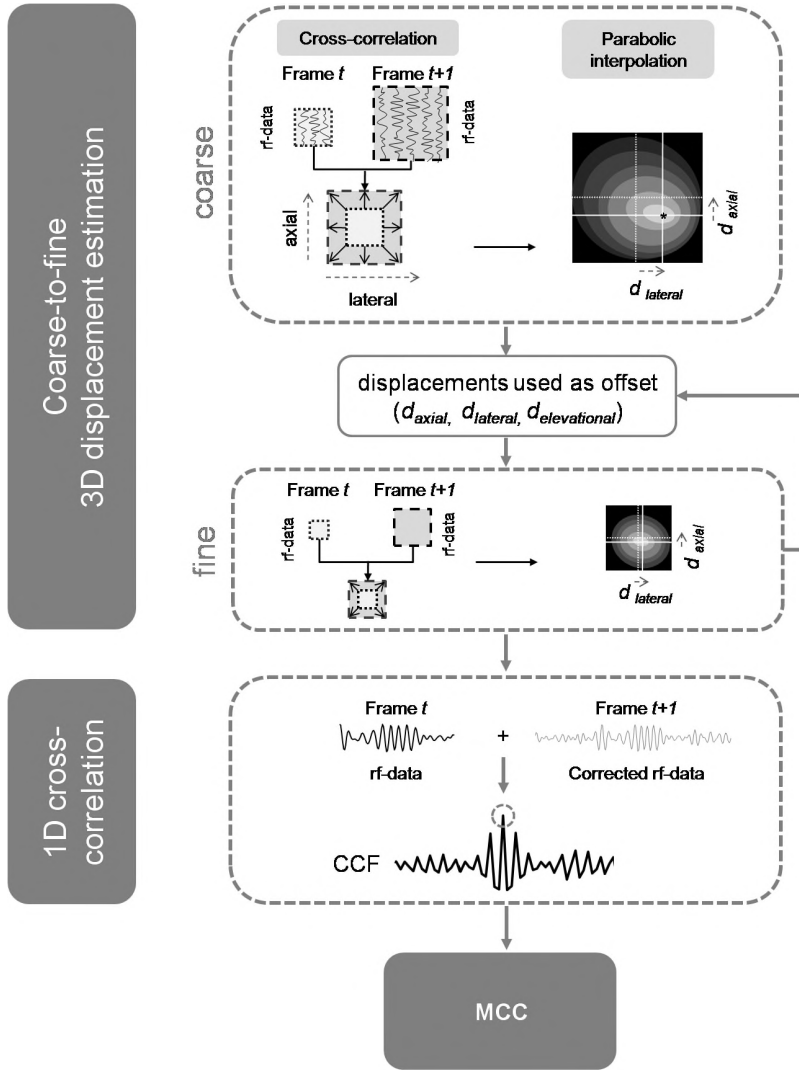 Coarse-to-fine
3D displacement estimation
coarse
Cross-correlation
Parabolic
interpolation
Frame t
Frame t+1
rf-data
rf-data
axial
lateral
d axial
d lateral
displacements used as offset
(d axial, d lateral, d elevational)
fine
Frame t
Frame t+1
rf-data
rf-data
d axial
d lateral
1D cross-
correlation
Frame t
Frame t+1
+
rf-data
Corrected rf-data
CCF
MCC